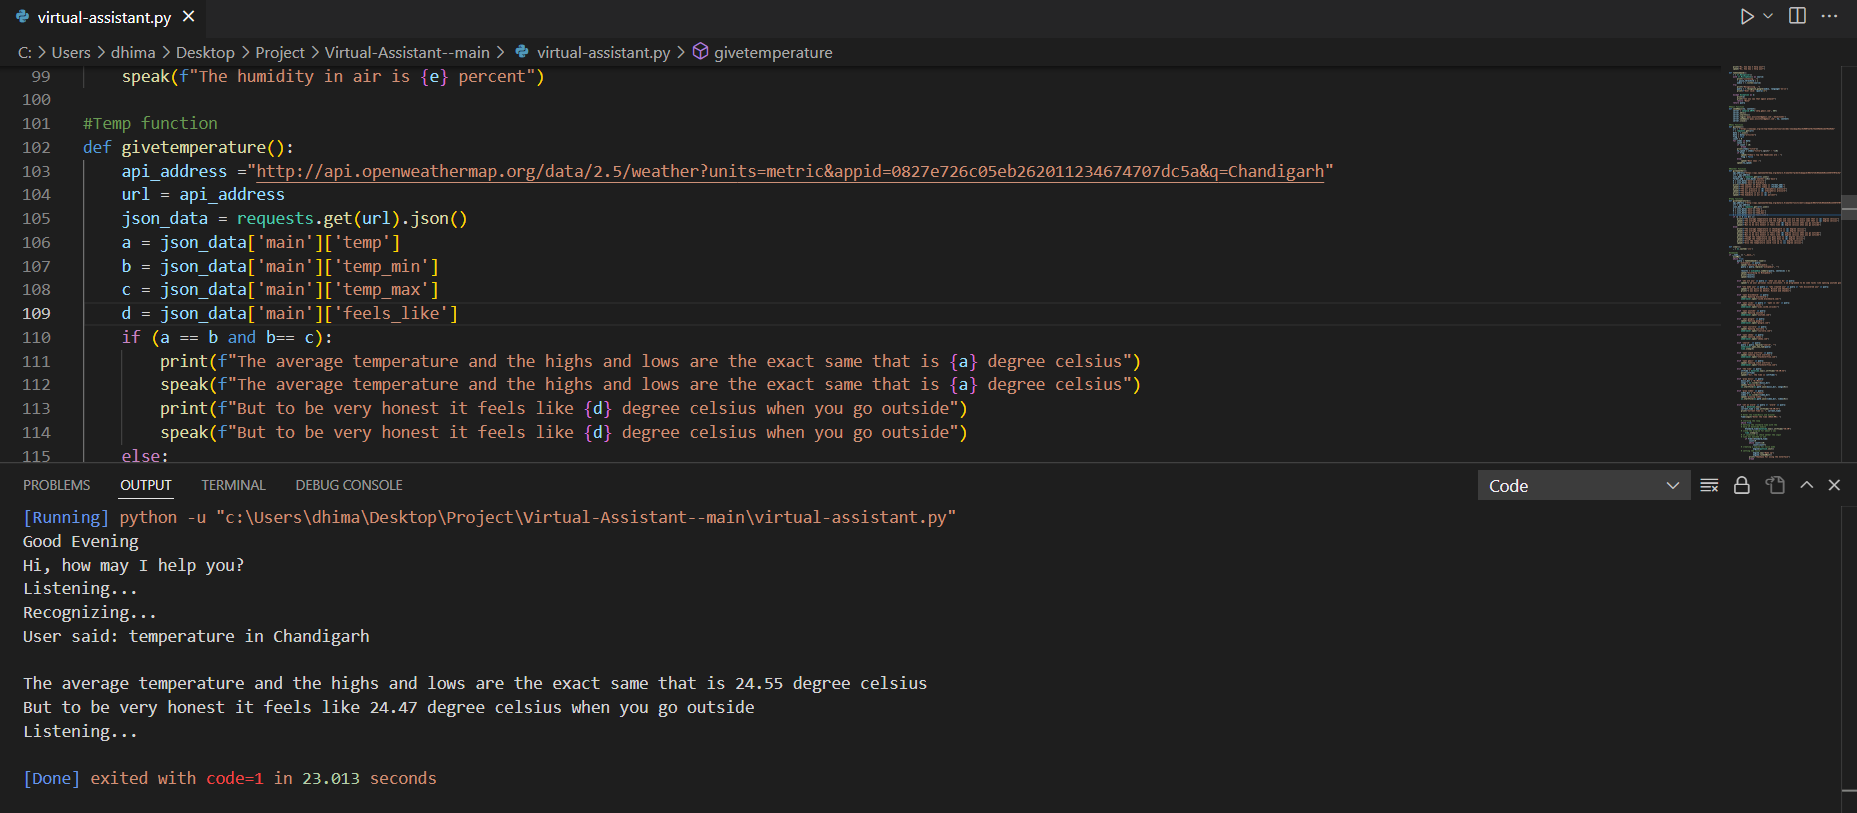 virtual-assistant.py
C: > Users > dhima > Desktop > Project > Virtual-Assistant--main > virtual-assistant.py > givetemperature
99 speak(f"The humidity in air is {e} percent")
100
101 #Temp function
102 def givetemperature():
103 api_address ="http://api.openweathermap.org/data/2.5/weather?units=metric&appid=0827e726c05eb262011234674707dc5a&q=Chandigarh"
104 url = api_address
105 json_data = requests.get(url).json()
106 a = json_data['main']['temp']
107 b = json_data['main']['temp_min']
108 c = json_data['main']['temp_max']
109 d = json_data['main']['feels_like']
110 if (a == b and b== c):
111 print(f"The average temperature and the highs and lows are the exact same that is {a} degree celsius")
112 speak(f"The average temperature and the highs and lows are the exact same that is {a} degree celsius")
113 print(f"But to be very honest it feels like {d} degree celsius when you go outside")
114 speak(f"But to be very honest it feels like {d} degree celsius when you go outside")
115 else:
PROBLEMS OUTPUT TERMINAL DEBUG CONSOLE Code
[Running] python -u "c:\Users\dhima\Desktop\Project\Virtual-Assistant--main\virtual-assistant.py"
Good Evening
Hi, how may I help you?
Listening...
Recognizing...
User said: temperature in Chandigarh
The average temperature and the highs and lows are the exact same that is 24.55 degree celsius
But to be very honest it feels like 24.47 degree celsius when you go outside
Listening...
[Done] exited with code=1 in 23.013 seconds